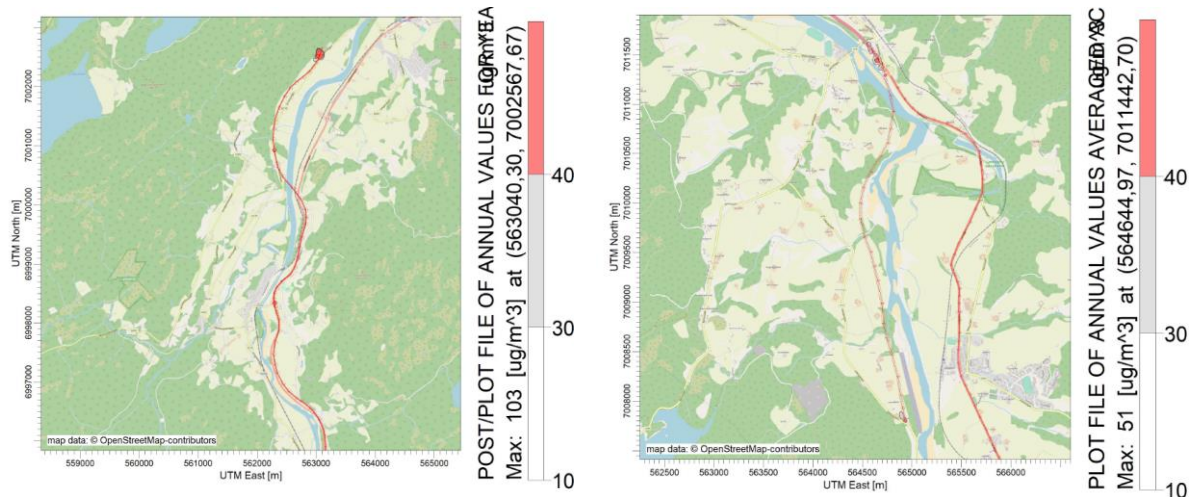 7002000
7001000
7000000
6999000
6998000
6997000
UTM North [m]
map data: © OpenStreetMap-contributors
559000 560000 561000 562000 563000 564000 565000
UTM East [m]
POST/PLOT FILE OF ANNUAL VALUES FOR YEA
Max: 103 [ug/m^3] at (563040,30, 7002567,67)
40
30
10
7011500
7011000
7010500
7010000
7009500
7009000
7008500
7008000
UTM North [m]
map data: © OpenStreetMap-contributors
562500 563000 563500 564000 564500 565000 565500 566000
UTM East [m]
PLOT FILE OF ANNUAL VALUES AVERAGED
Max: 51 [ug/m^3] at (564644,97, 7011442,70)
40
30
10